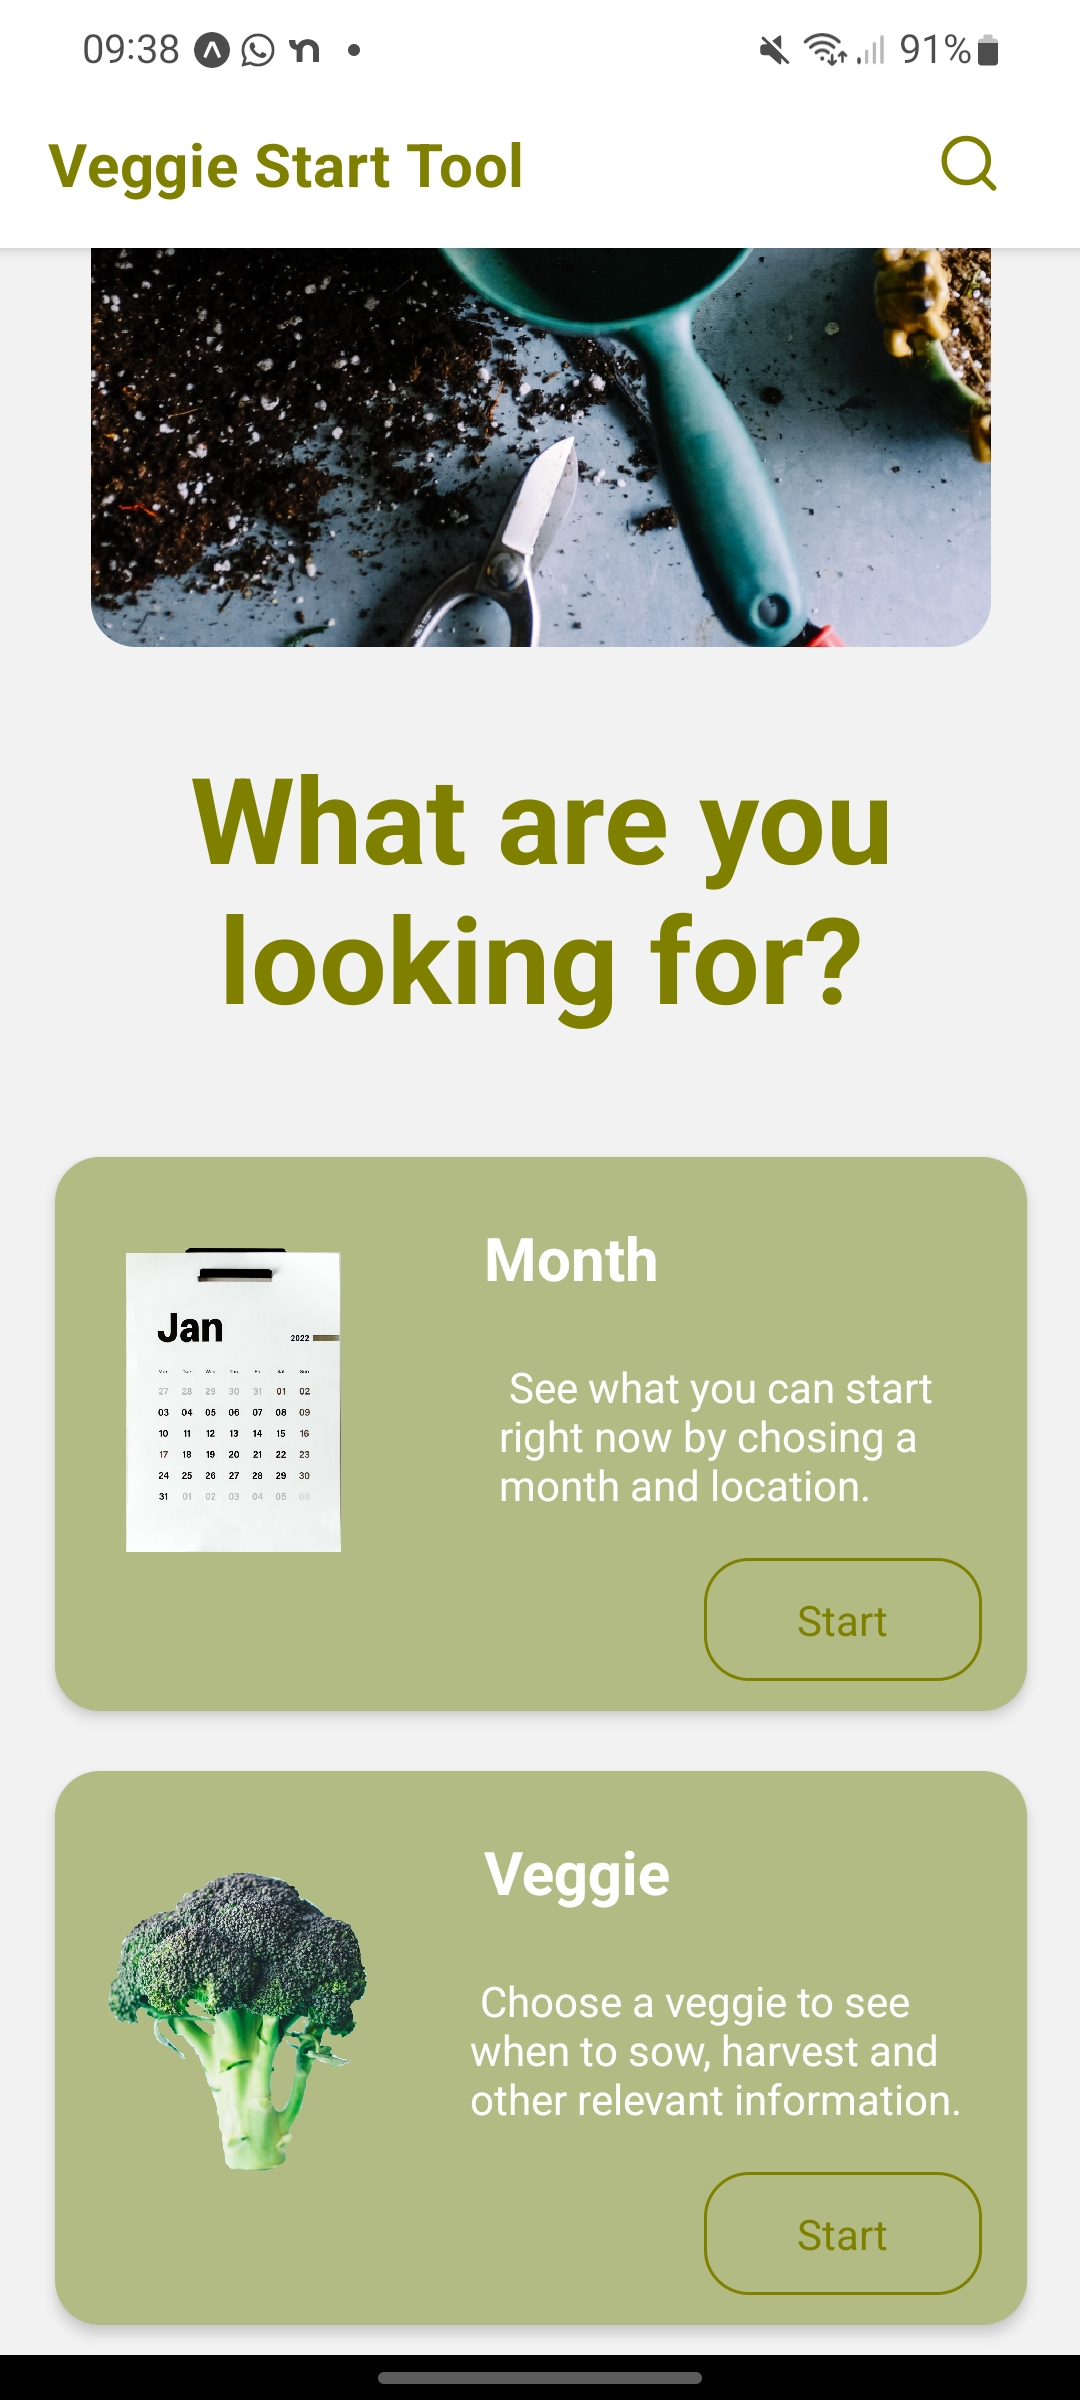 09:38 91%
Veggie Start Tool
What are you
looking for?
Month
Jan
2022
27 28 29 30 31 01 02
03 04 05 06 07 08 09
10 11 12 13 14 15 16
17 18 19 20 21 22 23
24 25 26 27 28 29 30
31 01 02 03 04 05 06
See what you can start
right now by chosing a
month and location.
Start
Veggie
Choose a veggie to see
when to sow, harvest and
other relevant information.
Start